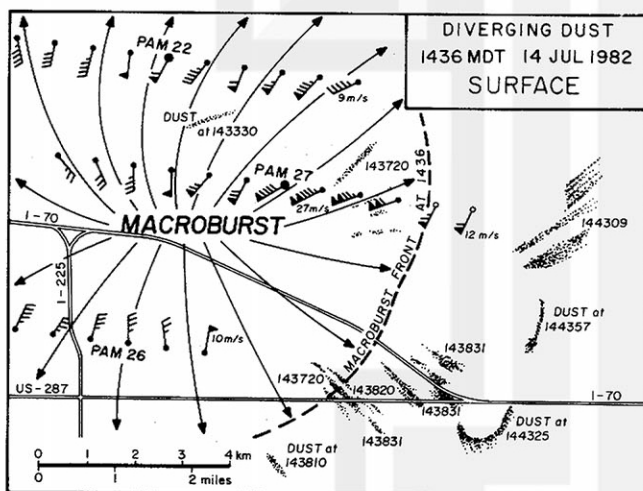 DIVERGING DUST
1436 MDT 14 JUL 1982
SURFACE
PAM 22
9 m/s
DUST
at 143330
PAM 27
143720
AT 1436
27 m/s
I-70
MACROBURST
12 m/s
144309
I-225
MACROBURST FRONT
DUST at
144357
10 m/s
PAM 26
143831
143720
US-287
143820
143831
I-70
143831
DUST at
144325
DUST at
143810
0 2 4 km
0 1 2 miles